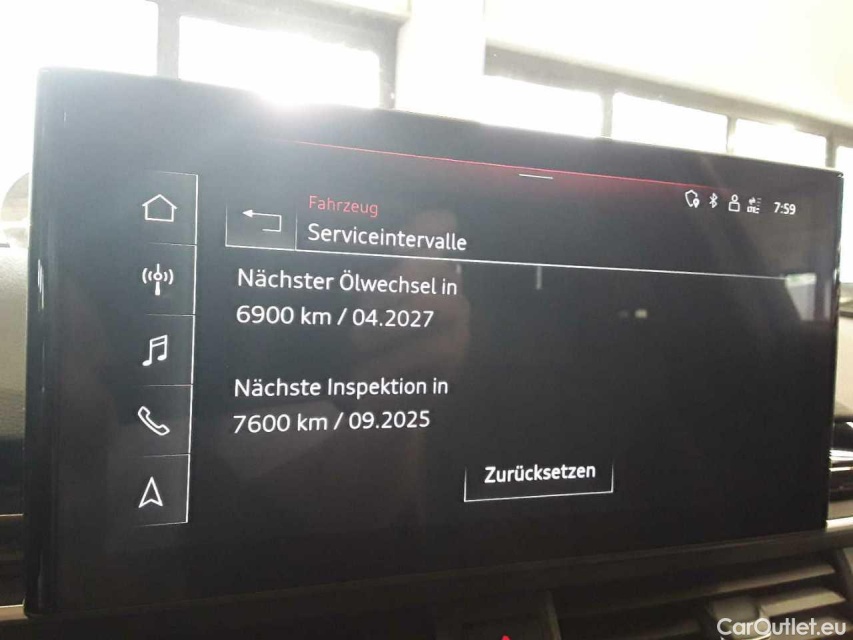 Fahrzeug
Serviceintervalle
LTE
7:59
Nächster Ölwechsel in
6900 km / 04.2027
Nächste Inspektion in
7600 km / 09.2025
Zurücksetzen
CarOutlet.eu